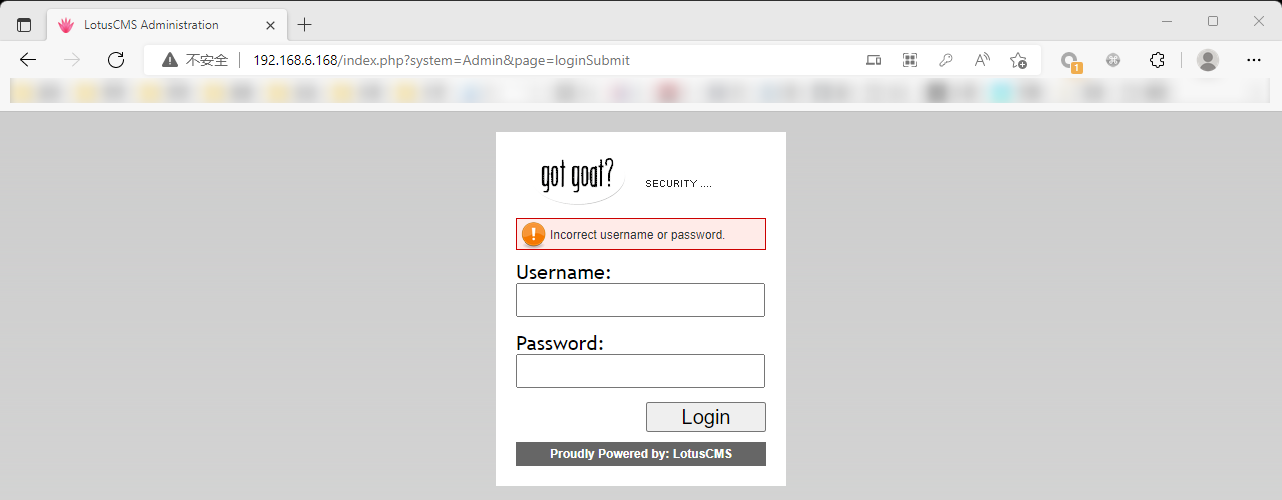 LotusCMS Administration
不安全
192.168.6.168/index.php?system=Admin&page=loginSubmit
A
1
got goat?
SECURITY ....
! Incorrect username or password.
Username:
Password:
Login
Proudly Powered by: LotusCMS